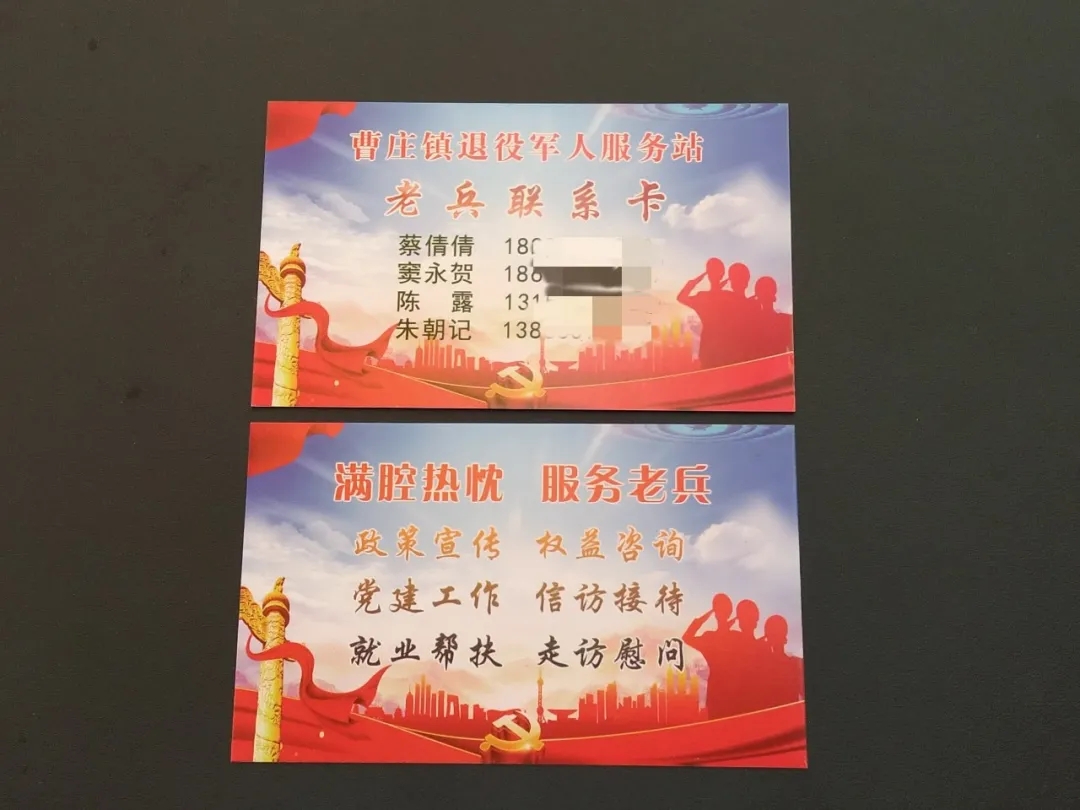 曹庄镇退役军人服务站
老兵联系卡
蔡倩倩 18
窦永贺 18
陈露 131
朱朝记 138
满腔热忱 服务老兵
政策宣传 权益咨询
党建工作 信访接待
就业帮扶 走访慰问